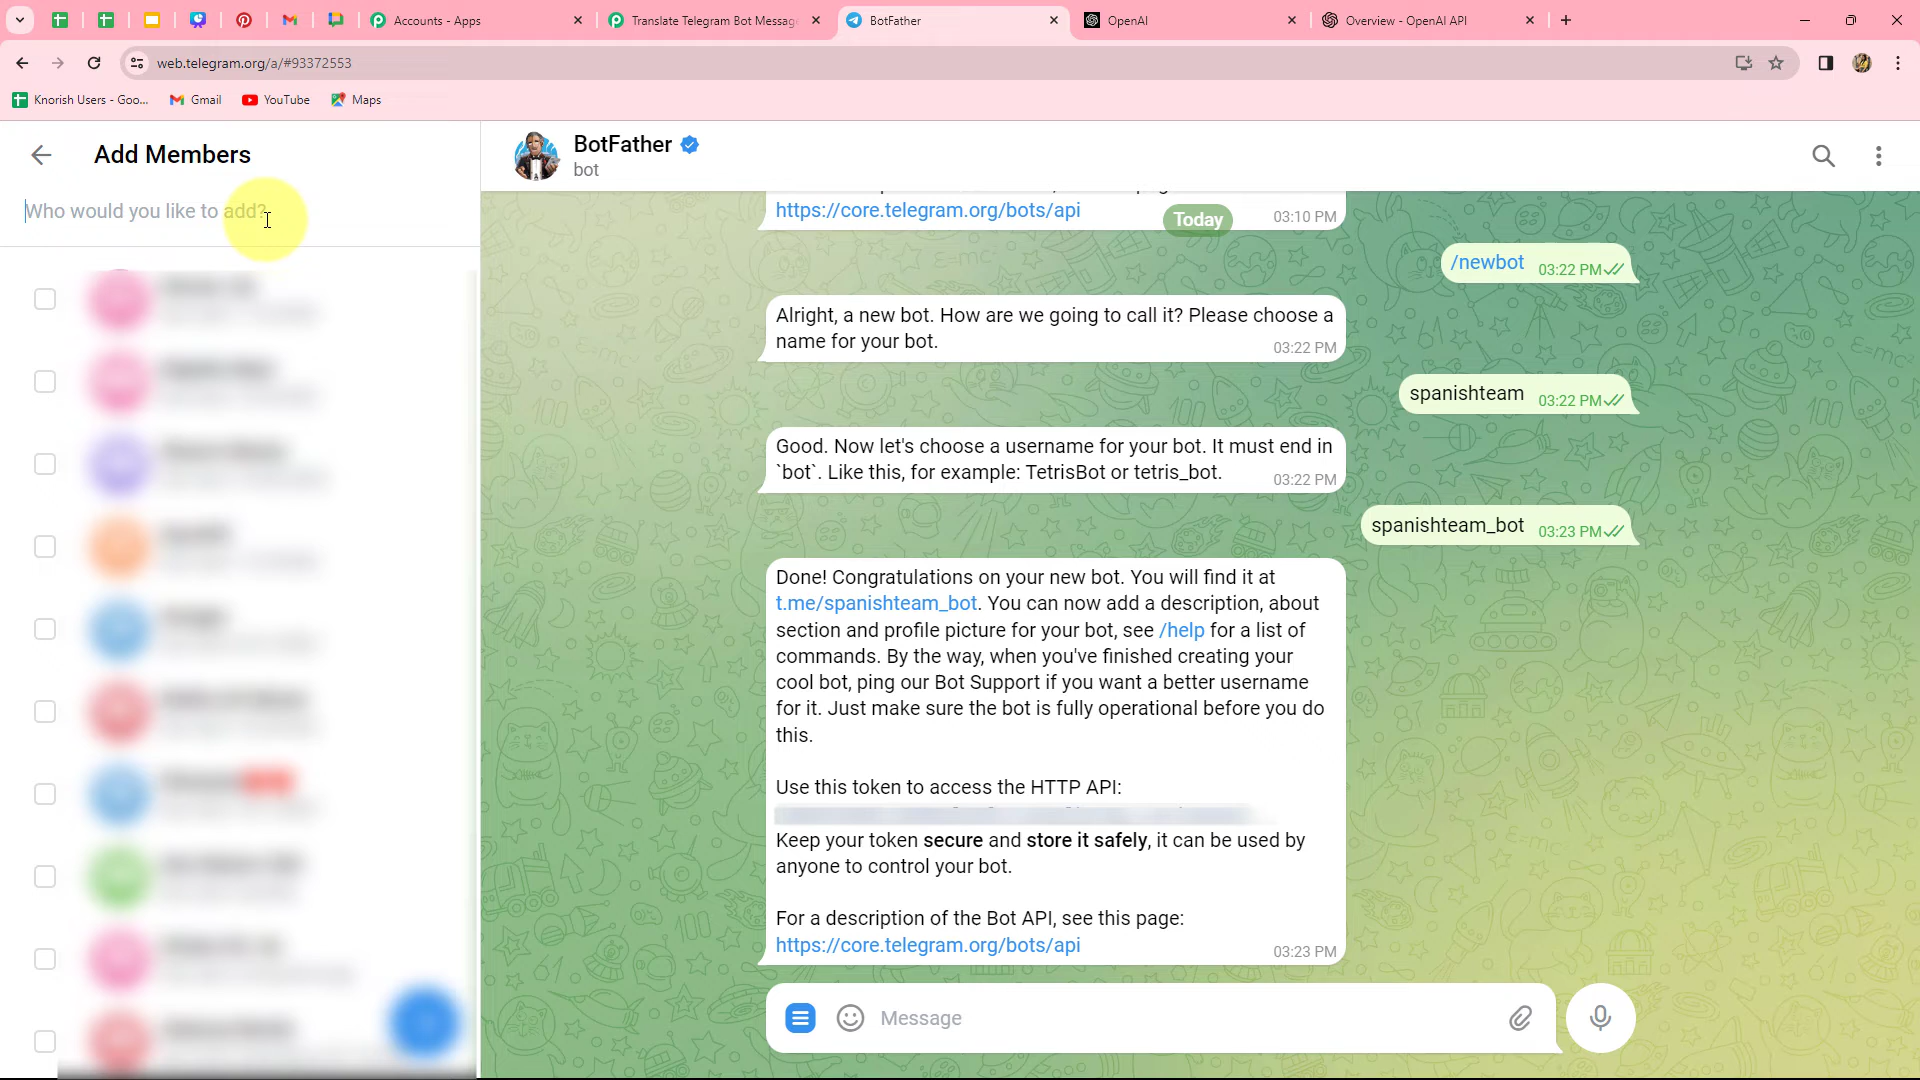 Accounts - Apps
Translate Telegram Bot Message
BotFather
OpenAI
Overview - OpenAI API
web.telegram.org/a/#93372553
Knorish Users - Goo...
Gmail
YouTube
Maps
Add Members
Who would you like to add?
BotFather
bot
https://core.telegram.org/bots/api
03:10 PM
Today
/newbot 03:22 PM
Alright, a new bot. How are we going to call it? Please choose a
name for your bot.
03:22 PM
spanishteam 03:22 PM
Good. Now let's choose a username for your bot. It must end in
`bot`. Like this, for example: TetrisBot or tetris_bot.
03:22 PM
spanishteam_bot 03:23 PM
Done! Congratulations on your new bot. You will find it at
t.me/spanishteam_bot. You can now add a description, about
section and profile picture for your bot, see /help for a list of
commands. By the way, when you've finished creating your
cool bot, ping our Bot Support if you want a better username
for it. Just make sure the bot is fully operational before you do
this.
Use this token to access the HTTP API:
Keep your token secure and store it safely, it can be used by
anyone to control your bot.
For a description of the Bot API, see this page:
https://core.telegram.org/bots/api
03:23 PM
Message